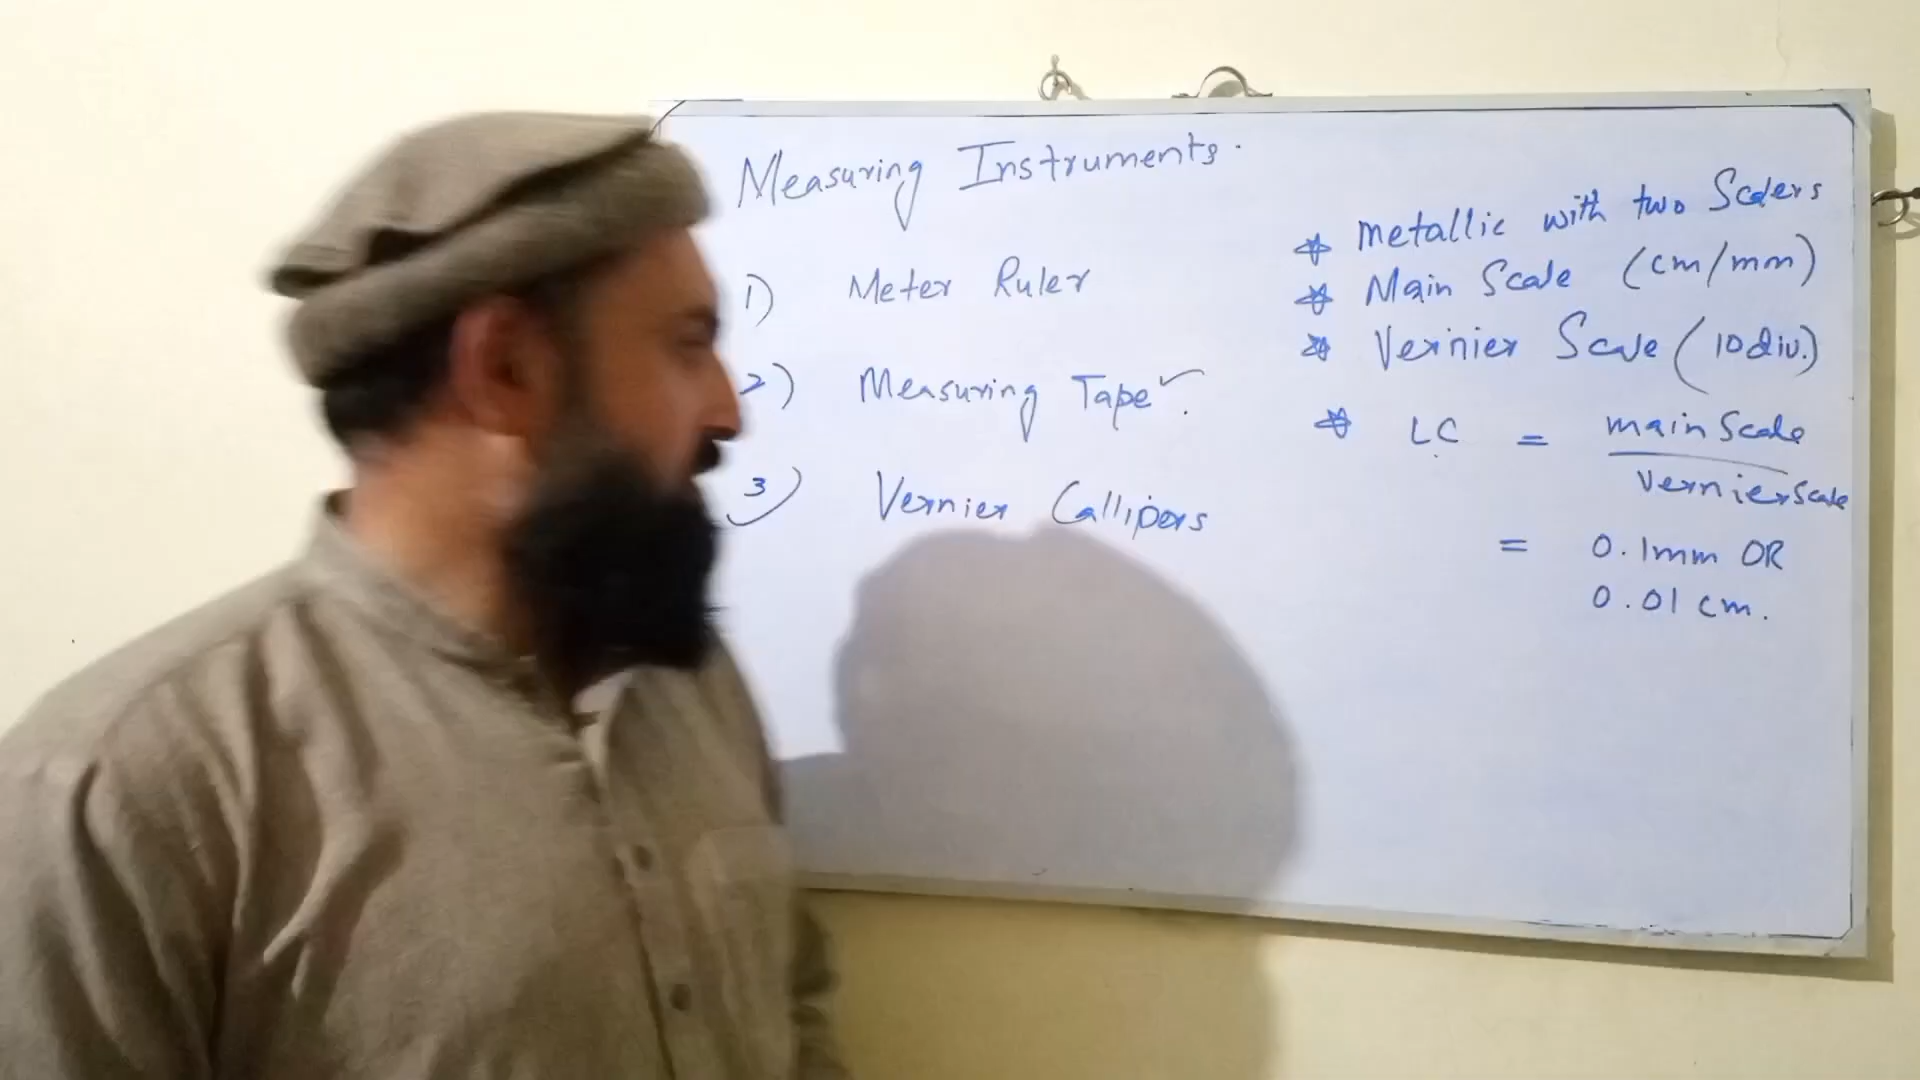 Measuring Instruments.
1) Meter Ruler
2) Measuring Tape ✓.
3) Vernier Callipers
* Metallic with two Scalers
* Main Scale (cm/mm)
* Vernier Scale (10 div.)
* LC = main Scale
Vernier Scale
= 0.1mm OR
0.01 cm.